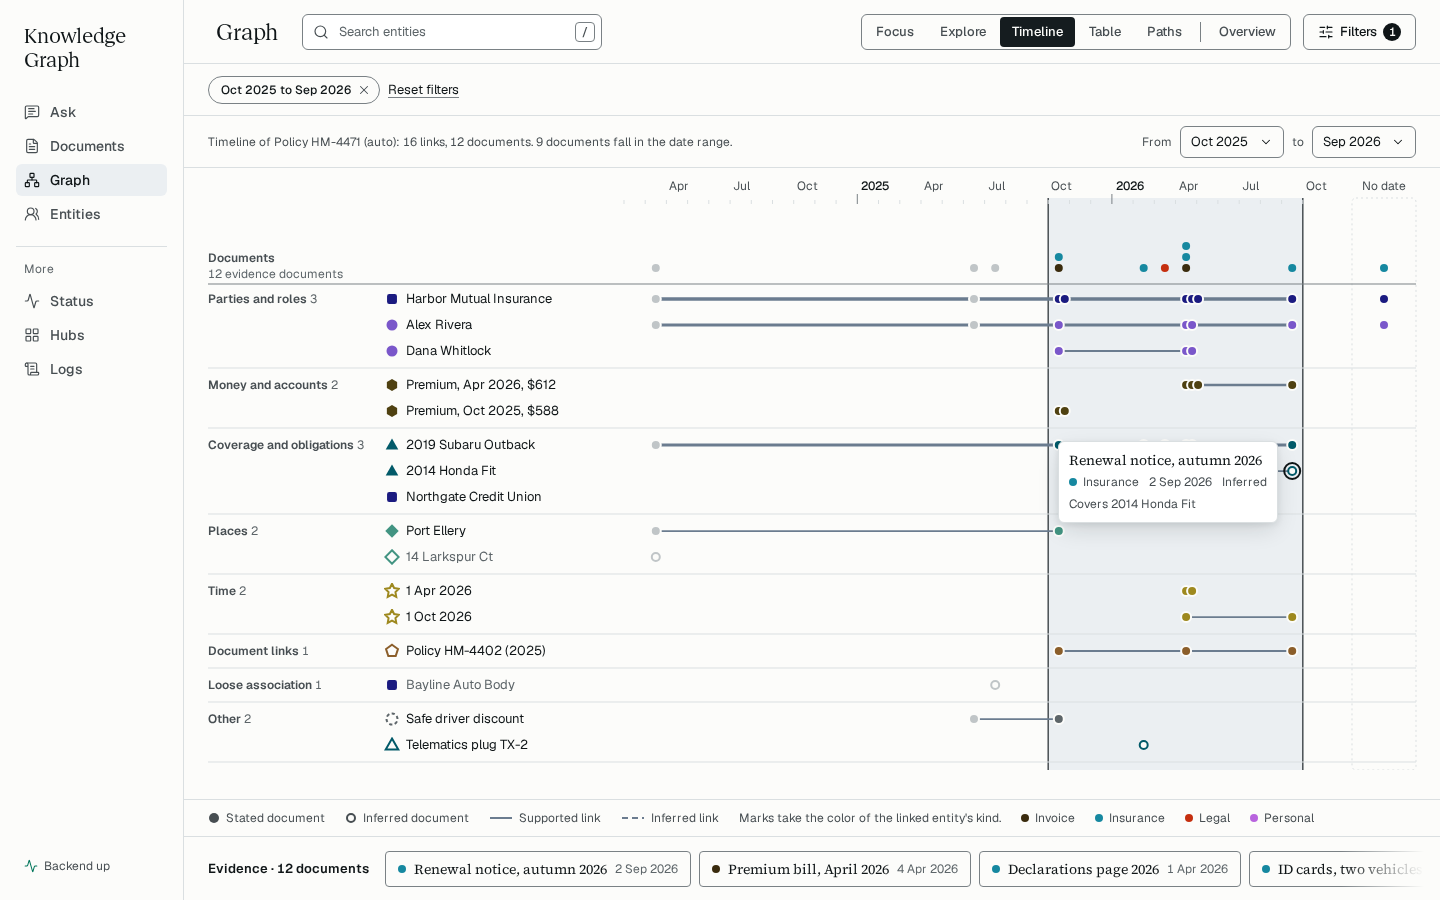 Knowledge
Graph
Ask
Documents
Graph
Entities
More
Status
Hubs
Logs
Backend up
Graph
Search entities
/
Focus
Explore
Timeline
Table
Paths
Overview
Filters 1
Oct 2025 to Sep 2026
Reset filters
Timeline of Policy HM-4471 (auto): 16 links, 12 documents. 9 documents fall in the date range.
From
Oct 2025
to
Sep 2026
Apr
Jul
Oct
2025
Apr
Jul
Oct
2026
Apr
Jul
Oct
No date
Documents
12 evidence documents
Parties and roles 3
Harbor Mutual Insurance
Alex Rivera
Dana Whitlock
Money and accounts 2
Premium, Apr 2026, $612
Premium, Oct 2025, $588
Coverage and obligations 3
2019 Subaru Outback
2014 Honda Fit
Northgate Credit Union
Renewal notice, autumn 2026
Insurance 2 Sep 2026 Inferred
Covers 2014 Honda Fit
Places 2
Port Ellery
14 Larkspur Ct
Time 2
1 Apr 2026
1 Oct 2026
Document links 1
Policy HM-4402 (2025)
Loose association 1
Bayline Auto Body
Other 2
Safe driver discount
Telematics plug TX-2
Stated document
Inferred document
Supported link
Inferred link
Marks take the color of the linked entity's kind.
Invoice
Insurance
Legal
Personal
Evidence · 12 documents
Renewal notice, autumn 2026 2 Sep 2026
Premium bill, April 2026 4 Apr 2026
Declarations page 2026 1 Apr 2026
ID cards, two vehicles